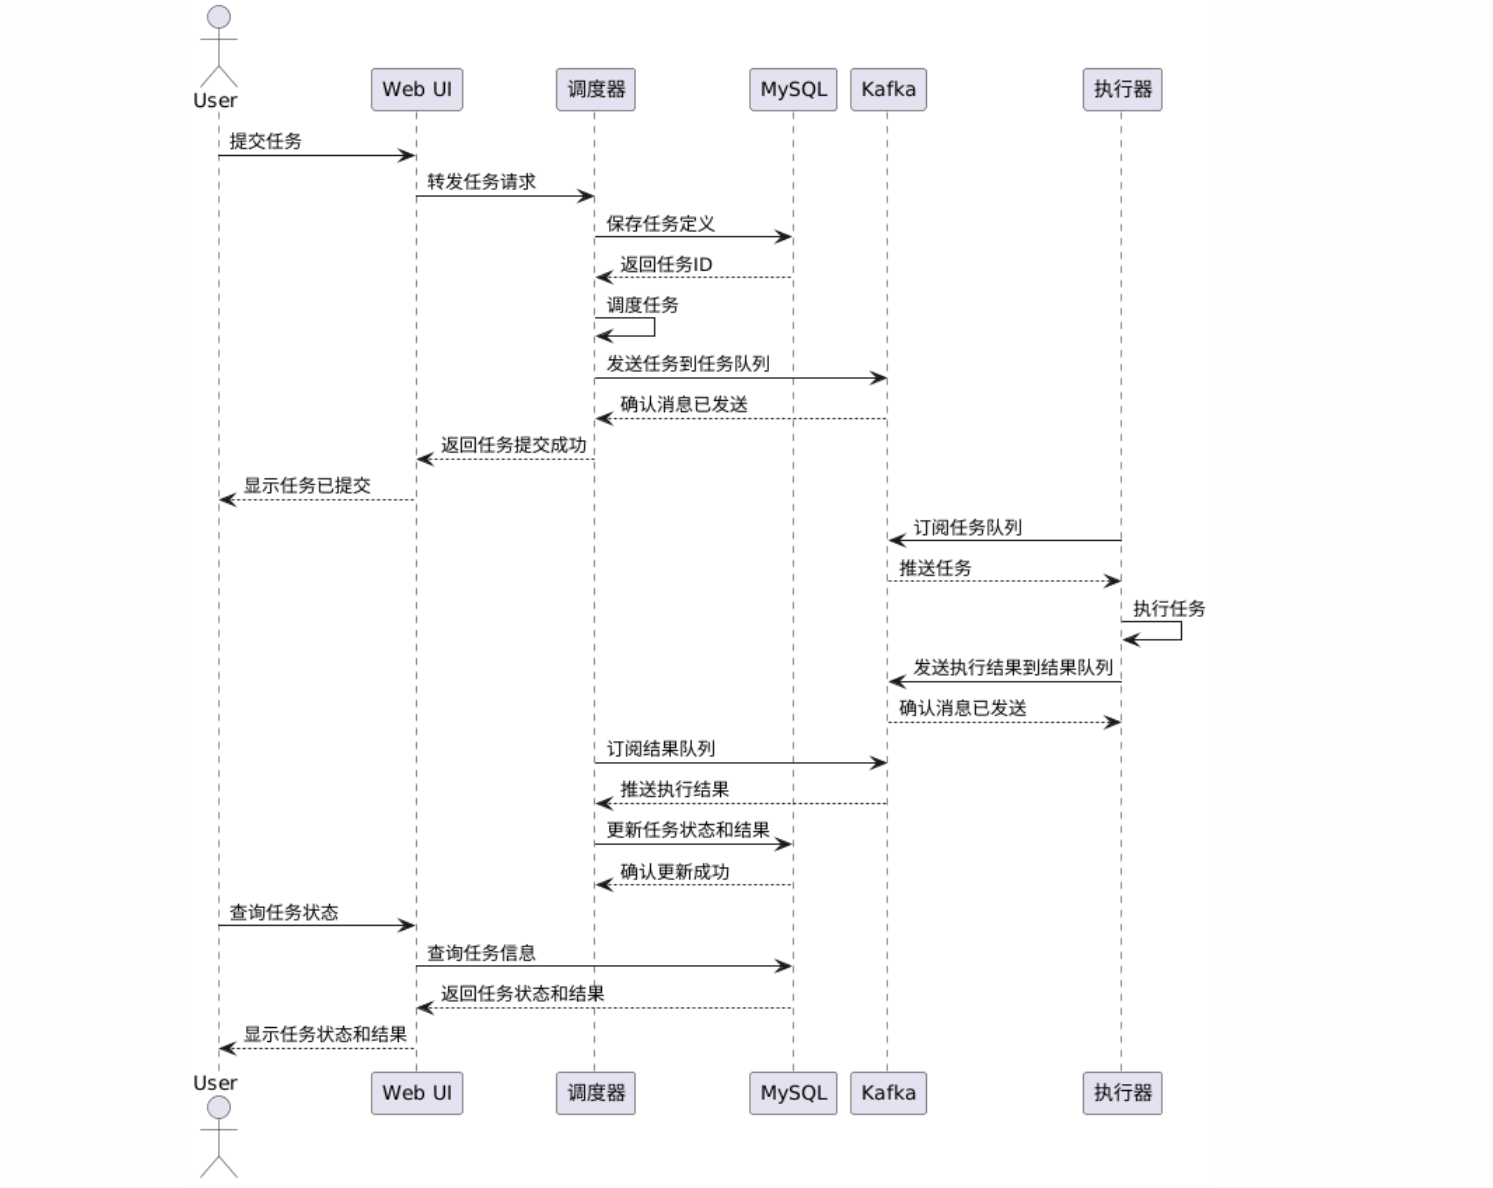 User
Web UI
调度器
MySQL
Kafka
执行器
提交任务
转发任务请求
保存任务定义
返回任务ID
调度任务
发送任务到任务队列
确认消息已发送
返回任务提交成功
显示任务已提交
订阅任务队列
推送任务
执行任务
发送执行结果到结果队列
确认消息已发送
订阅结果队列
推送执行结果
更新任务状态和结果
确认更新成功
查询任务状态
查询任务信息
返回任务状态和结果
显示任务状态和结果
User
Web UI
调度器
MySQL
Kafka
执行器